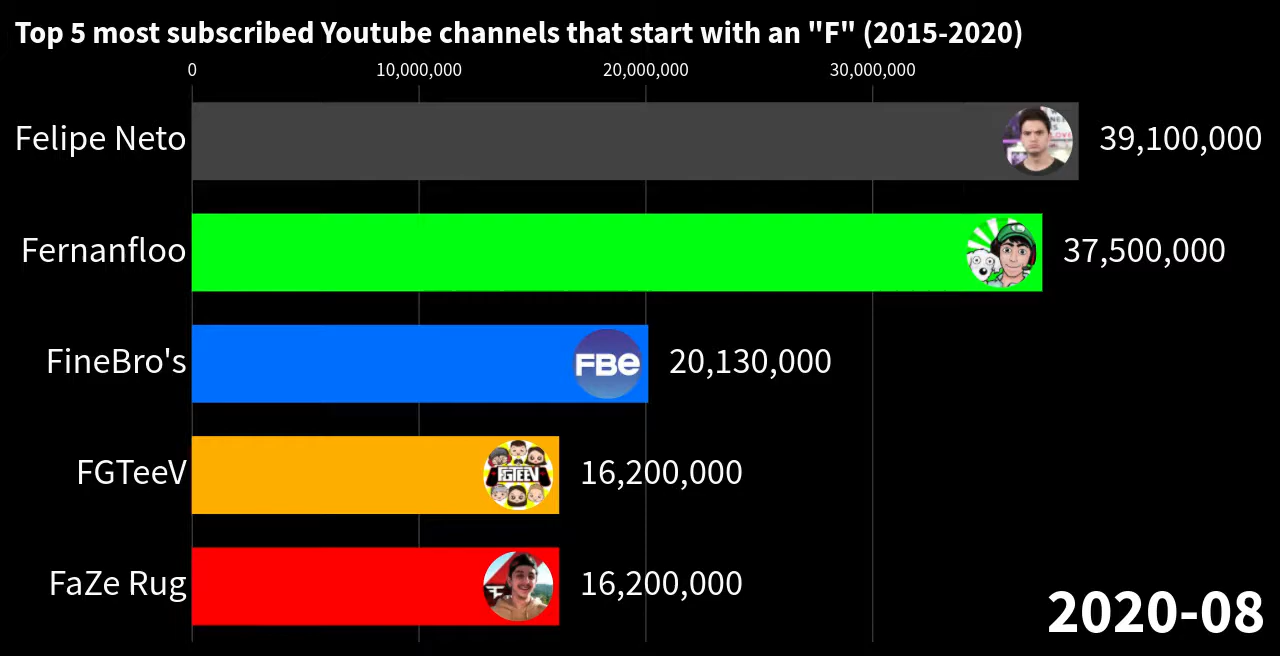 Top 5 most subscribed Youtube channels that start with an "F" (2015-2020)
0 10,000,000 20,000,000 30,000,000
Felipe Neto 39,100,000
Fernanfloo 37,500,000
FineBro's FBE 20,130,000
FGTeeV FGTEEV 16,200,000
FaZe Rug 16,200,000
2020-08